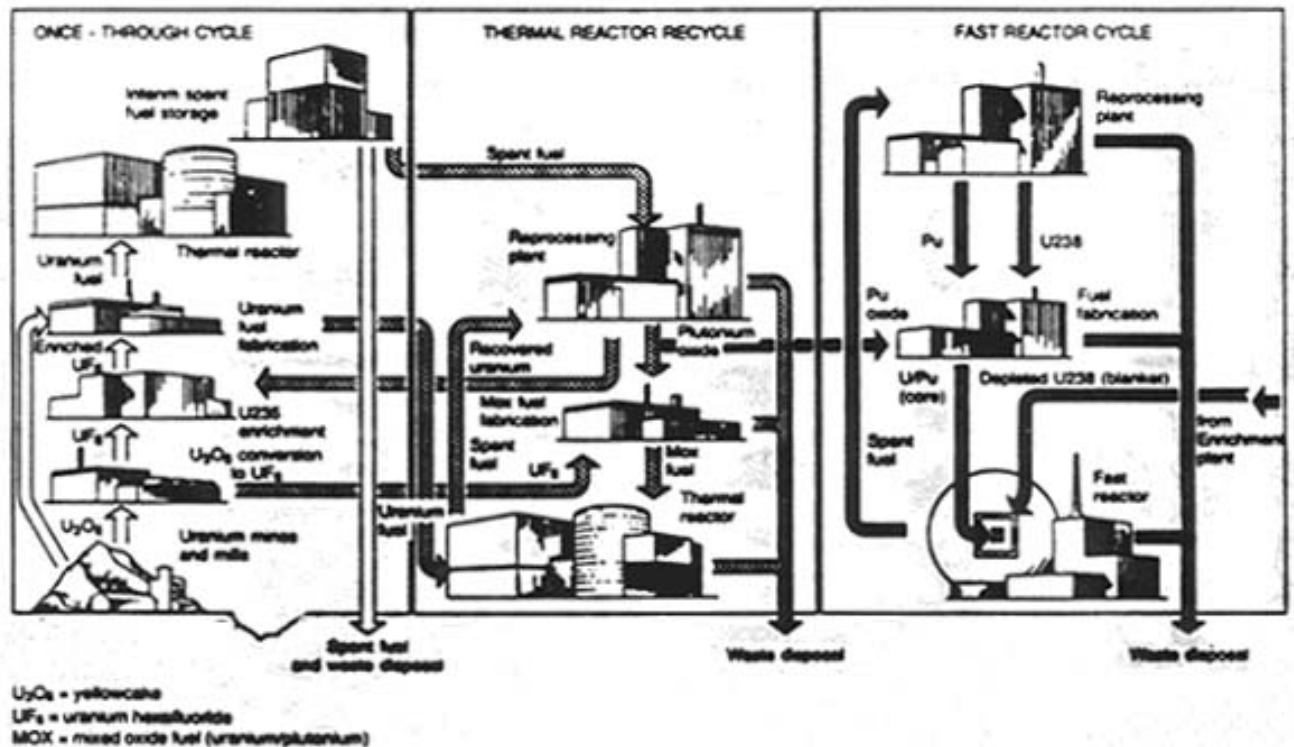 ONCE - THROUGH CYCLE
Interim spent
fuel storage
Thermal reactor
Uranium
fuel
Uranium
fuel
fabrication
Enriched
UF₆
U235
enrichment
UF₆
U₃O₈ conversion
to UF₆
U₃O₈
Uranium mines
and mills
Spent fuel
and waste disposal
THERMAL REACTOR RECYCLE
Spent fuel
Reprocessing
plant
Plutonium
oxide
Recovered
uranium
Mox fuel
fabrication
Spent
fuel
UF₆
Mox
fuel
Uranium
fuel
Thermal
reactor
Waste disposal
FAST REACTOR CYCLE
Reprocessing
plant
Pu
U238
Pu
oxide
Fuel
fabrication
U/Pu
(core)
Depleted U238 (blanket)
from
Enrichment
plant
Spent
fuel
Fast
reactor
Waste disposal
U₃O₈ = yellowcake
UF₆ = uranium hexafluoride
MOX = mixed oxide fuel (uranium/plutonium)